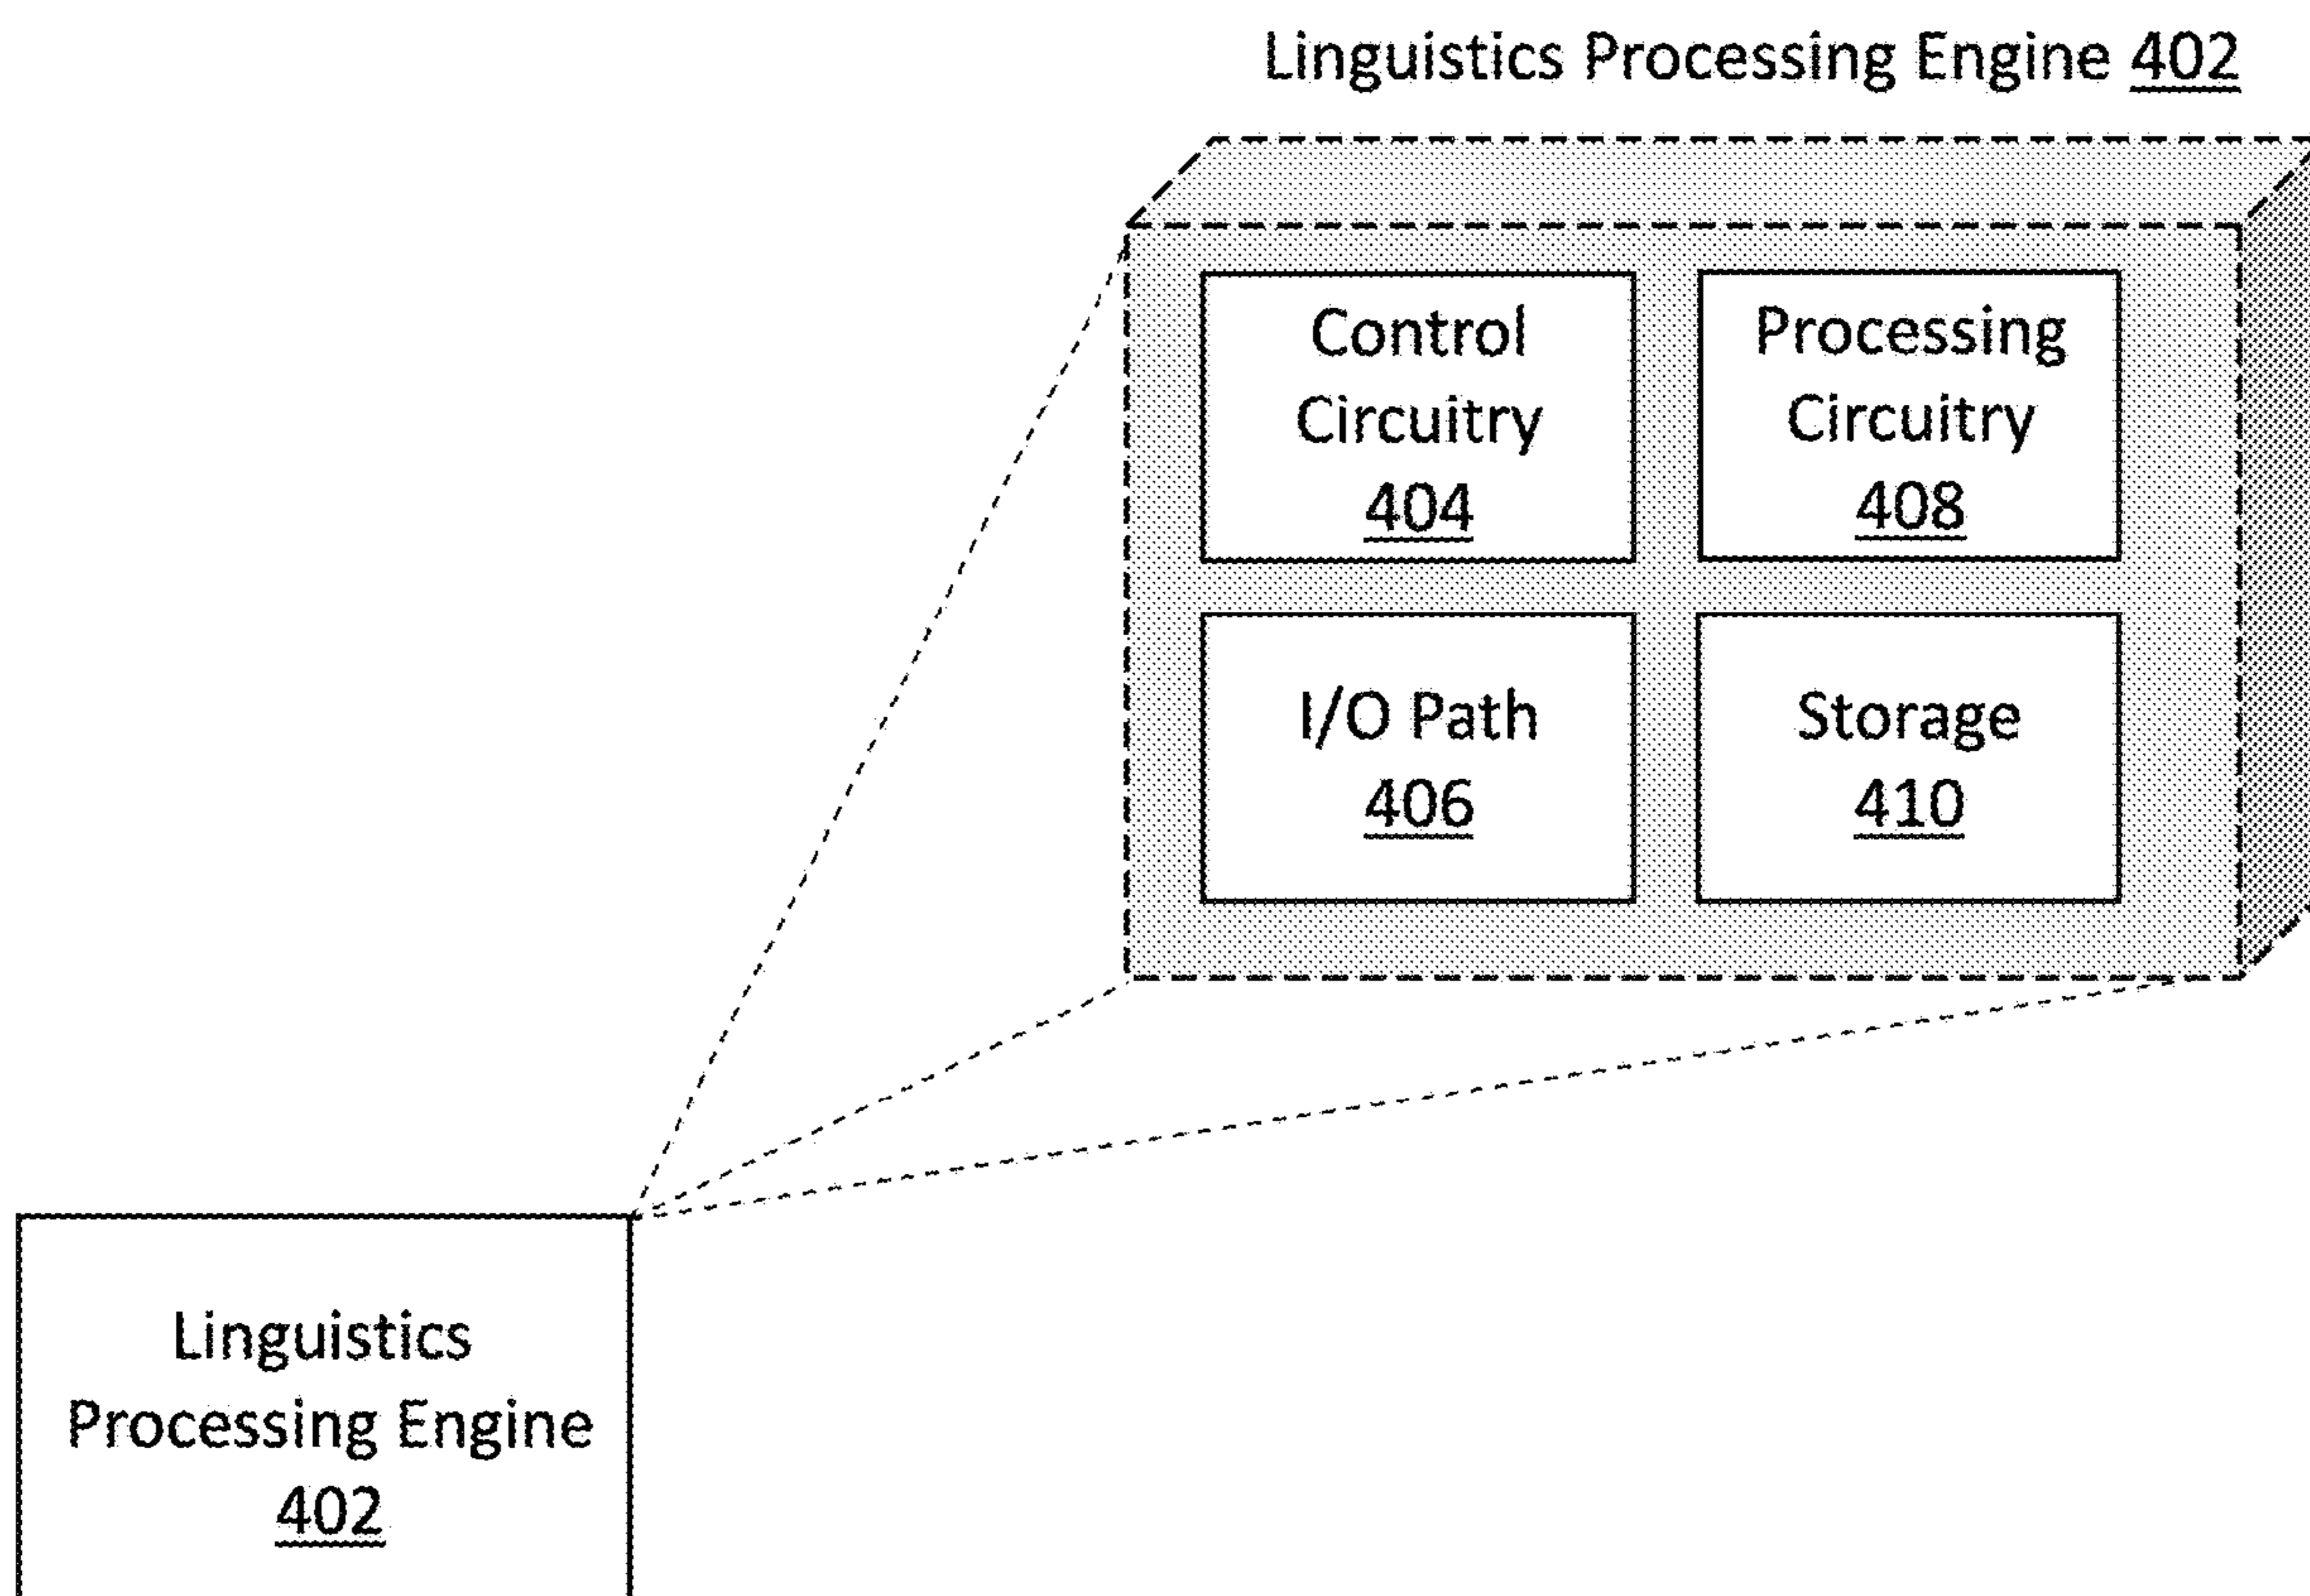 Linguistics Processing Engine 402
Control
Circuitry
404
Processing
Circuitry
408
I/O Path
406
Storage
410
Linguistics
Processing Engine
402